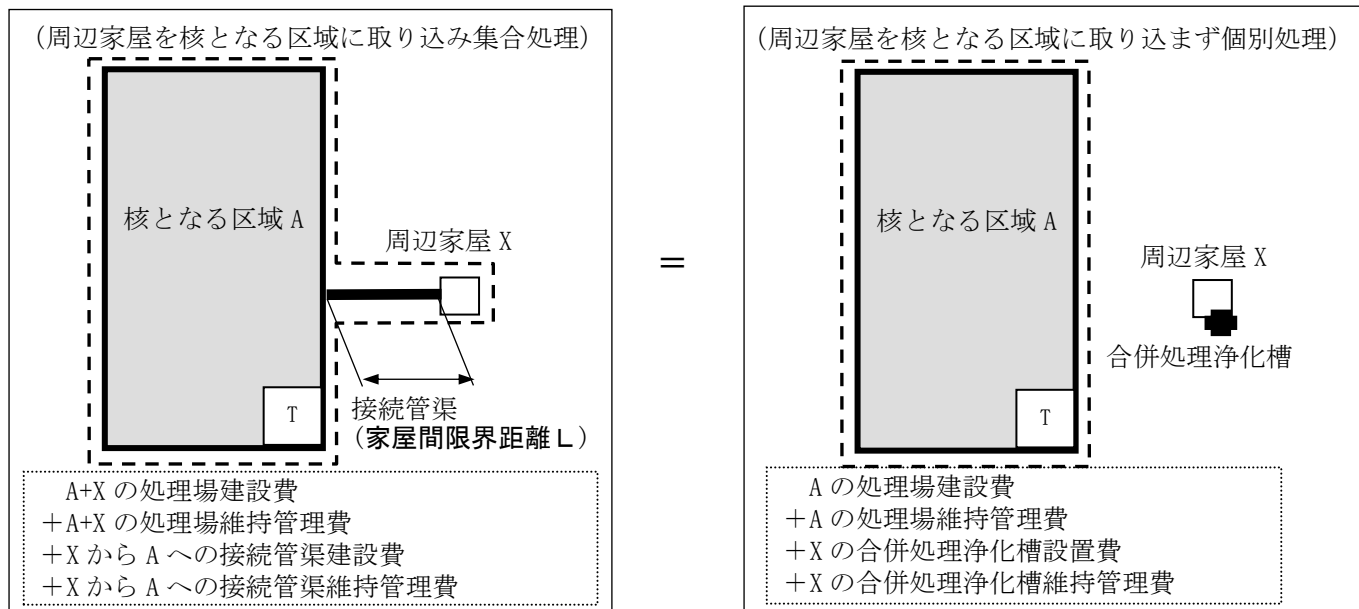 (周辺家屋を核となる区域に取り込み集合処理)
核となる区域 A
周辺家屋 X
T
接続管渠
(家屋間限界距離L)
A+X の処理場建設費
+A+X の処理場維持管理費
+X から A への接続管渠建設費
+X から A への接続管渠維持管理費
=
(周辺家屋を核となる区域に取り込まず個別処理)
核となる区域 A
周辺家屋 X
合併処理浄化槽
T
A の処理場建設費
+A の処理場維持管理費
+X の合併処理浄化槽設置費
+X の合併処理浄化槽維持管理費